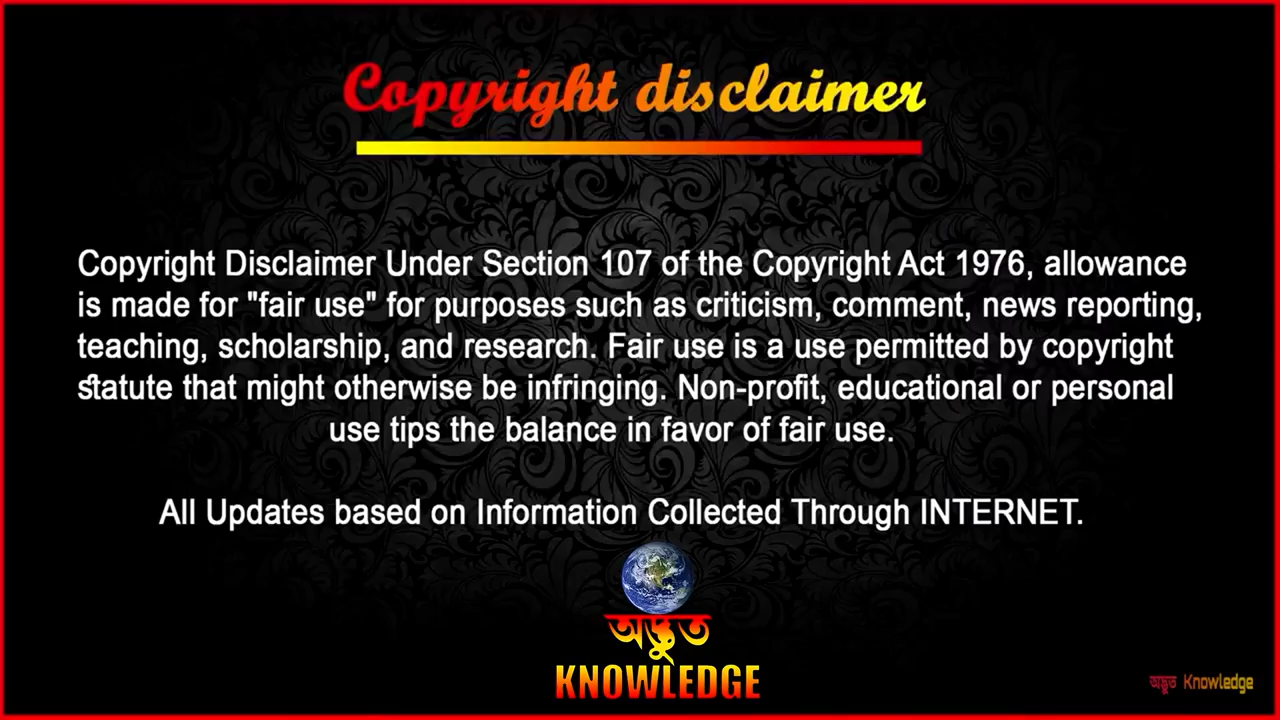 Copyright disclaimer
Copyright Disclaimer Under Section 107 of the Copyright Act 1976, allowance
is made for "fair use" for purposes such as criticism, comment, news reporting,
teaching, scholarship, and research. Fair use is a use permitted by copyright
statute that might otherwise be infringing. Non-profit, educational or personal
use tips the balance in favor of fair use.
All Updates based on Information Collected Through INTERNET.
অদ্ভুত
KNOWLEDGE
অদ্ভুত Knowledge